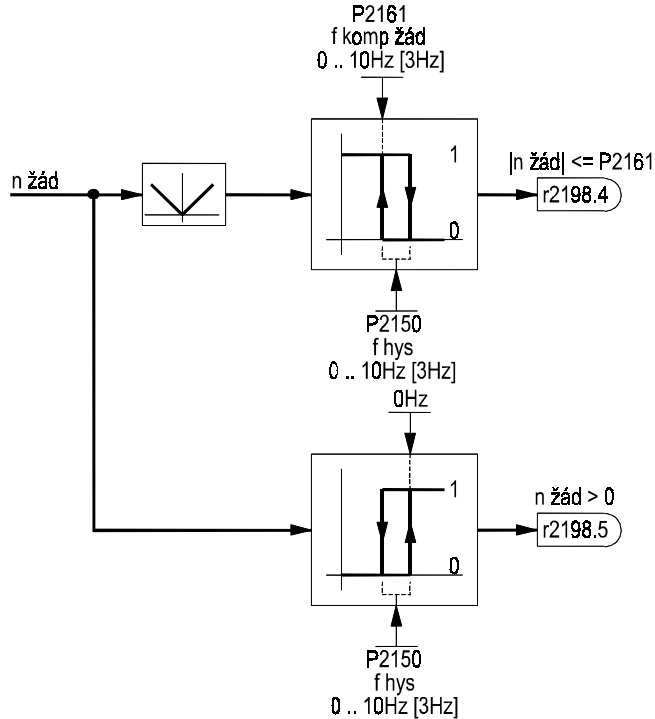 P2161
f komp žád
0 .. 10Hz [3Hz]
n žád
1
0
|n žád| <= P2161
r2198.4
P2150
f hys
0 .. 10Hz [3Hz]
0Hz
1
0
n žád > 0
r2198.5
P2150
f hys
0 .. 10Hz [3Hz]